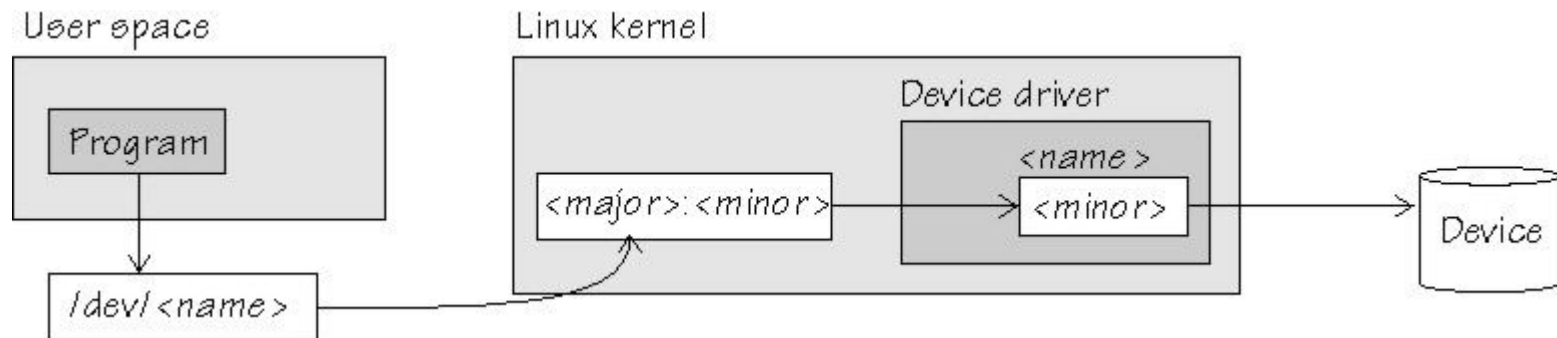 User space
Linux kernel
Program
Device driver
<name>
<major>:<minor>
<minor>
Device
/dev/<name>